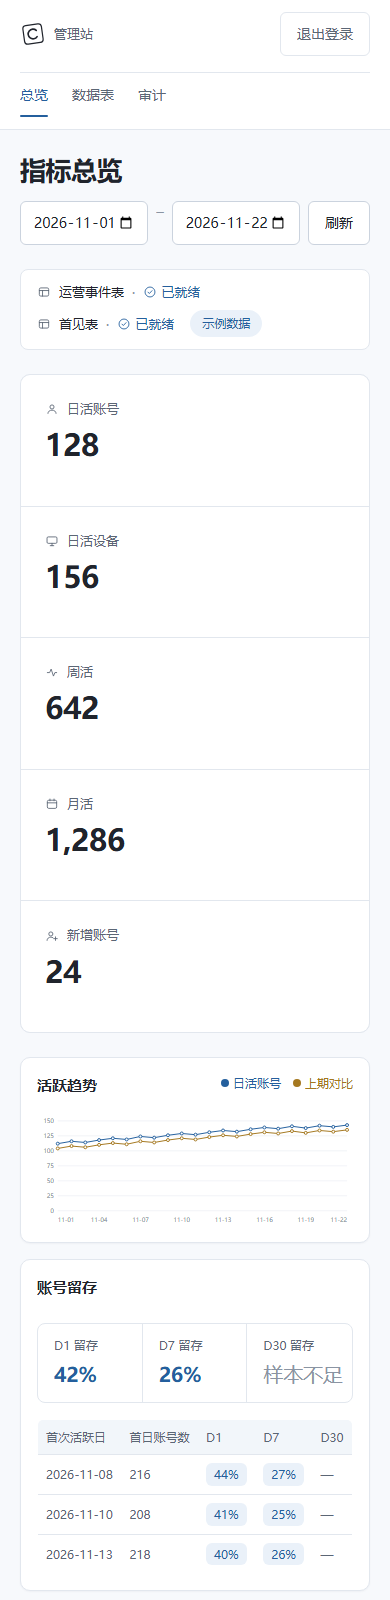 管理站
退出登录
总览 数据表 审计
指标总览
2026-11-01 – 2026-11-22 刷新
运营事件表 · 已就绪
首见表 · 已就绪 示例数据
日活账号
128
日活设备
156
周活
642
月活
1,286
新增账号
24
活跃趋势 日活账号 上期对比
150
125
100
75
50
25
0
11-01 11-04 11-07 11-10 11-13 11-16 11-19 11-22
账号留存
D1 留存 D7 留存 D30 留存
42% 26% 样本不足
首次活跃日 首日账号数 D1 D7 D30
2026-11-08 216 44% 27% —
2026-11-10 208 41% 25% —
2026-11-13 218 40% 26% —